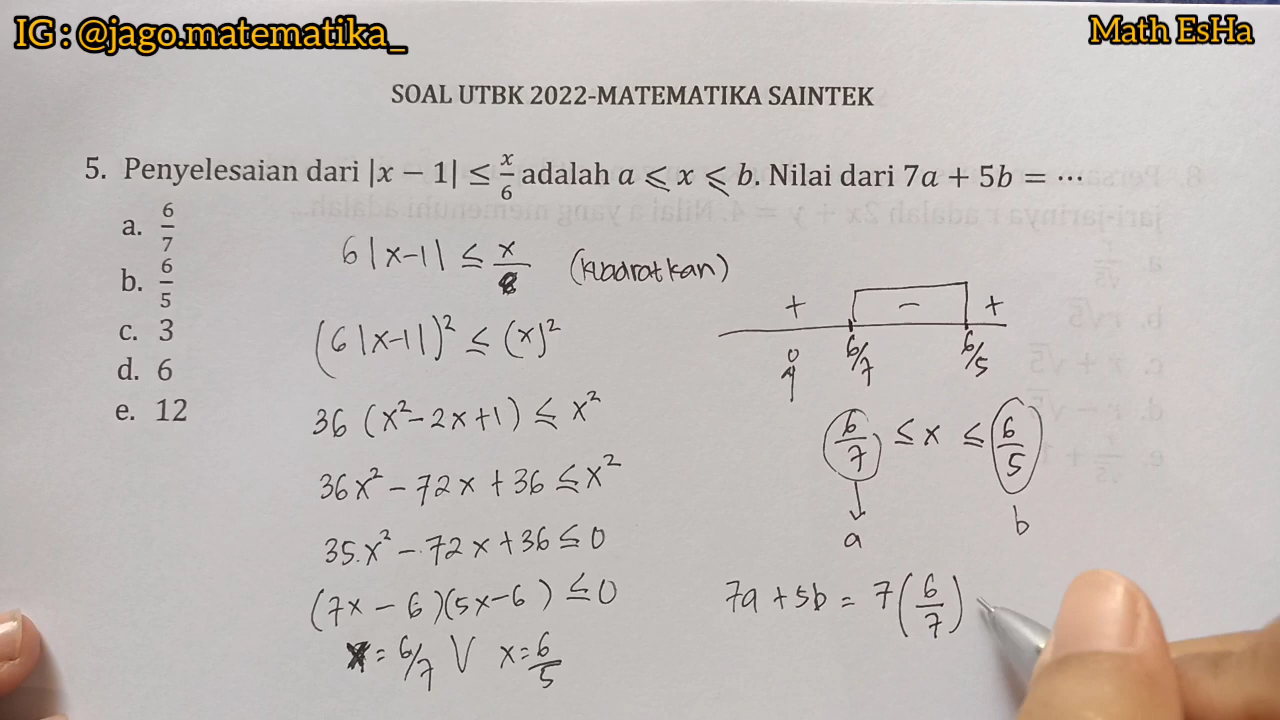 IG : @jago.matematika_
Math EsHa
SOAL UTBK 2022-MATEMATIKA SAINTEK
5. Penyelesaian dari |x − 1| ≤ x/6 adalah a ⩽ x ⩽ b. Nilai dari 7a + 5b = ⋯
a. 6/7
b. 6/5
c. 3
d. 6
e. 12
6|x-1| ≤ x (kuadratkan)
(6|x-1|)² ≤ (x)²
36 (x²-2x+1) ≤ x²
36x² - 72x + 36 ≤ x²
35x² - 72x + 36 ≤ 0
(7x - 6)(5x-6) ≤ 0
x = 6/7 V x = 6/5
+ - +
0 6/7 6/5
6/7 ≤ x ≤ 6/5
a b
7a + 5b = 7(6/7)